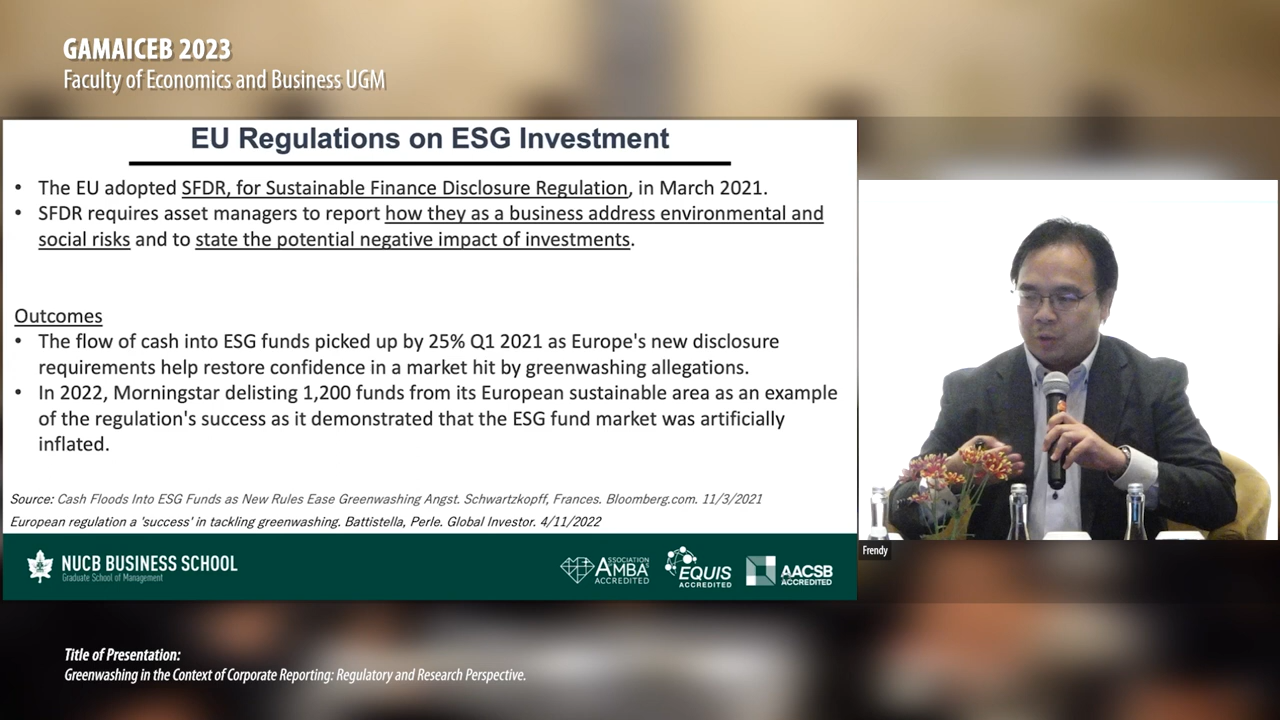 GAMAICEB 2023
Faculty of Economics and Business UGM
EU Regulations on ESG Investment
• The EU adopted SFDR, for Sustainable Finance Disclosure Regulation, in March 2021.
• SFDR requires asset managers to report how they as a business address environmental and
social risks and to state the potential negative impact of investments.
Outcomes
• The flow of cash into ESG funds picked up by 25% Q1 2021 as Europe's new disclosure
requirements help restore confidence in a market hit by greenwashing allegations.
• In 2022, Morningstar delisting 1,200 funds from its European sustainable area as an example
of the regulation's success as it demonstrated that the ESG fund market was artificially
inflated.
Source: Cash Floods Into ESG Funds as New Rules Ease Greenwashing Angst. Schwartzkopff, Frances. Bloomberg.com. 11/3/2021
European regulation a 'success' in tackling greenwashing. Battistella, Perle. Global Investor. 4/11/2022
NUCB BUSINESS SCHOOL
Graduate School of Management
ASSOCIATION
AMBA
ACCREDITED
EQUIS
ACCREDITED
AACSB
ACCREDITED
Frendy
Title of Presentation:
Greenwashing in the Context of Corporate Reporting: Regulatory and Research Perspective.